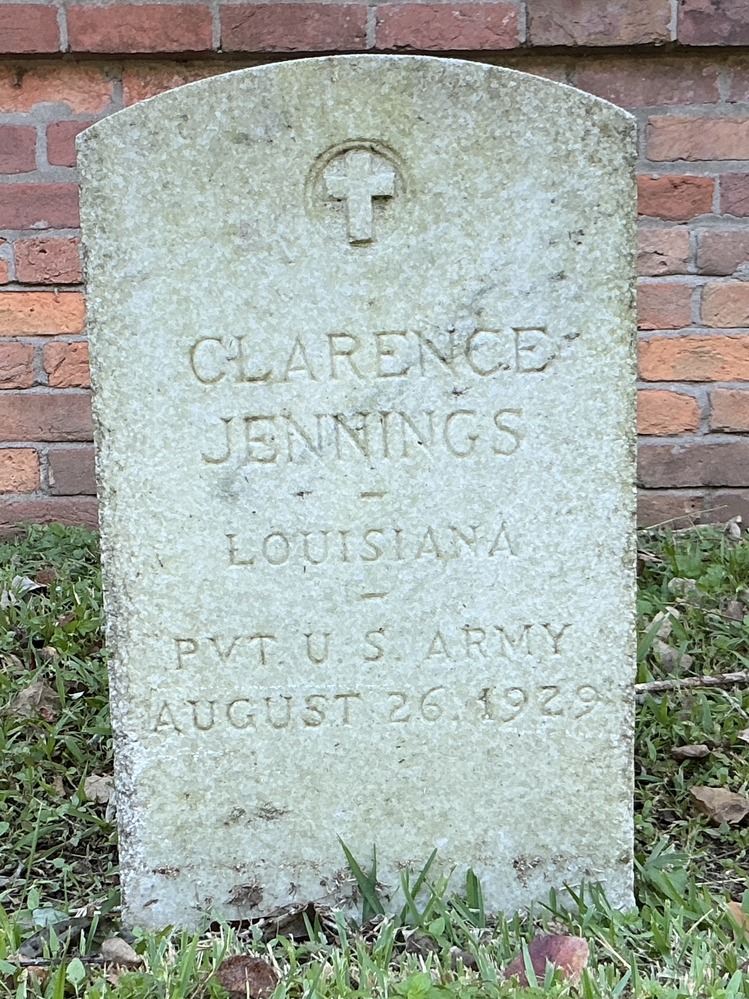 CLARENCE
JENNINGS
-
LOUISIANA
-
PVT. U. S. ARMY
AUGUST 26, 1929